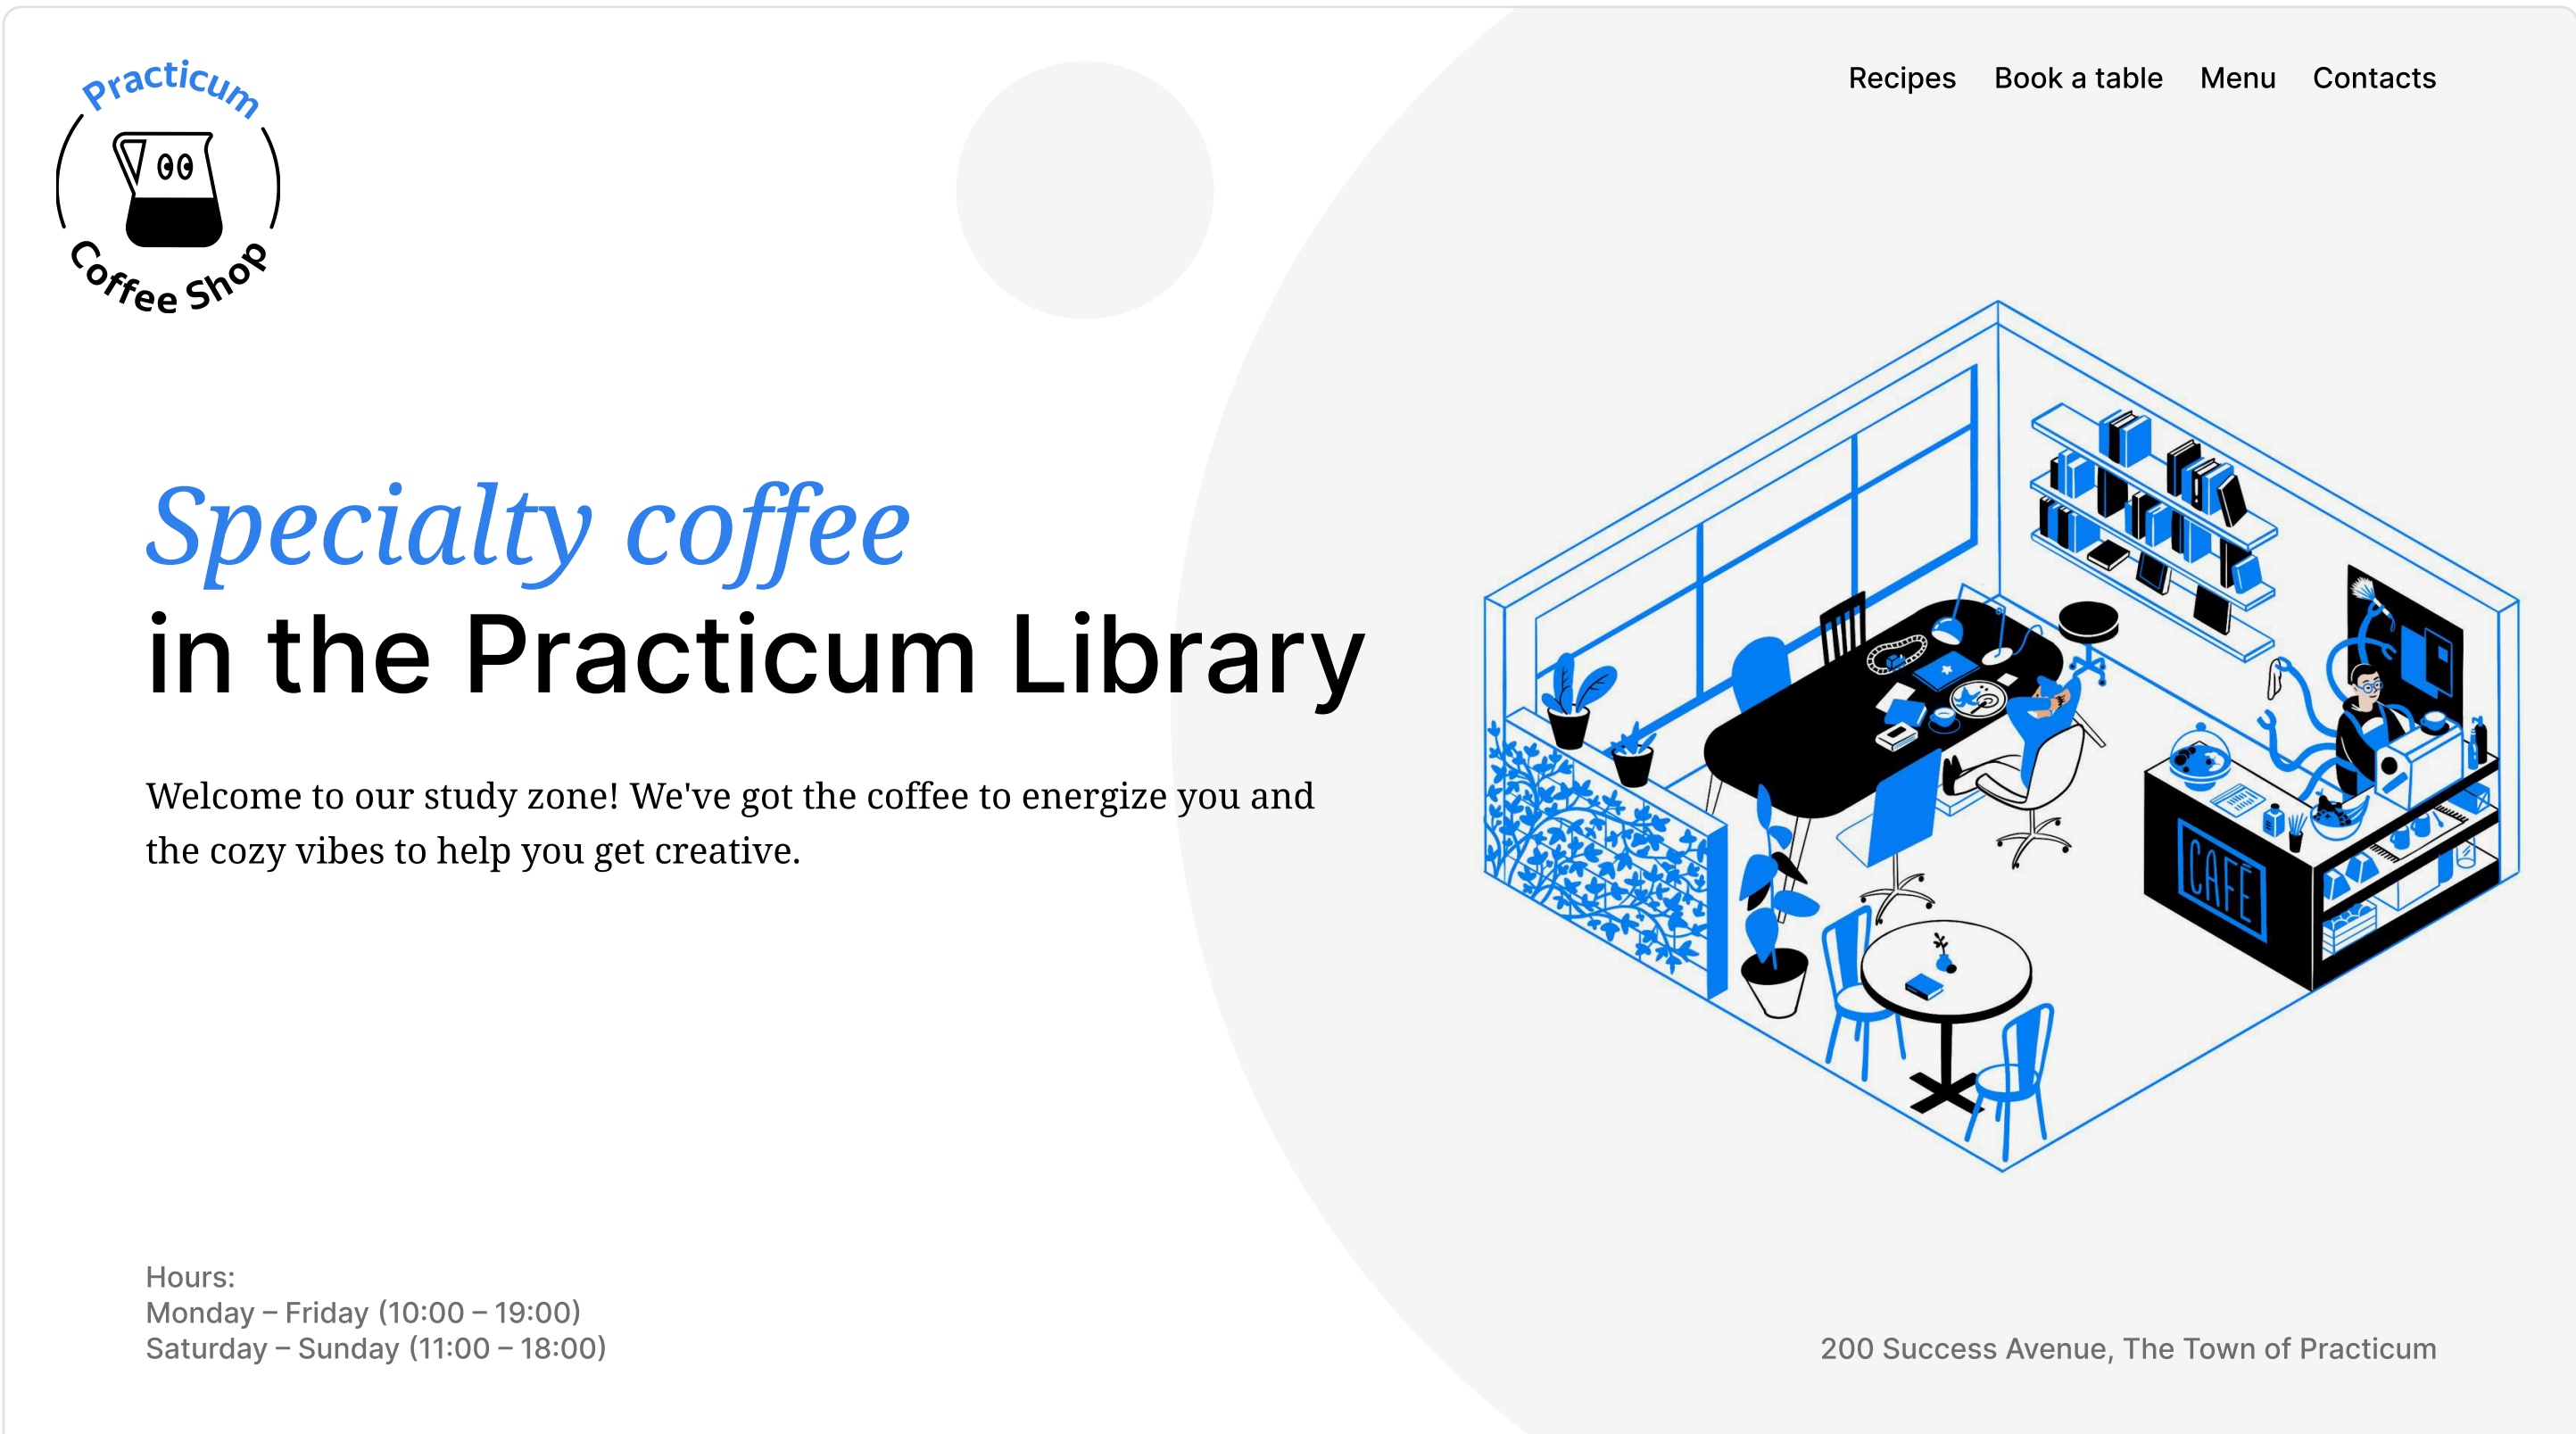 Practicum
Coffee Shop
Recipes Book a table Menu Contacts
Specialty coffee
in the Practicum Library
Welcome to our study zone! We've got the coffee to energize you and
the cozy vibes to help you get creative.
CAFÉ
Hours:
Monday – Friday (10:00 – 19:00)
Saturday – Sunday (11:00 – 18:00)
200 Success Avenue, The Town of Practicum